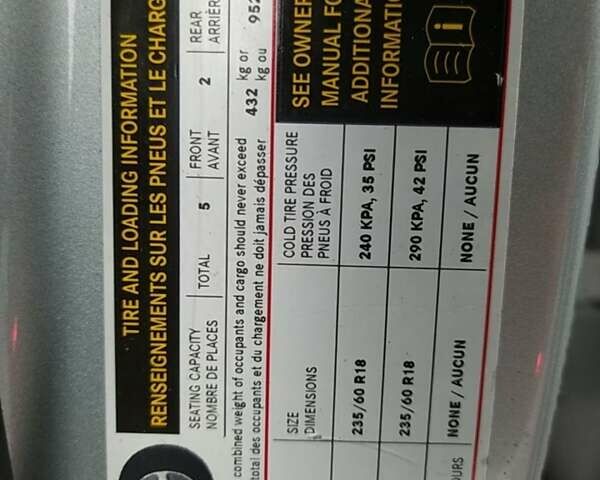 TIRE AND LOADING INFORMATION
RENSEIGNEMENTS SUR LES PNEUS ET LE CHARG
SEATING CAPACITY
NOMBRE DE PLACES
TOTAL 5
FRONT
AVANT
2
REAR
ARRIÈR
combined weight of occupants and cargo should never exceed 432 kg or 952
total des occupants et du chargement ne doit jamais dépasser kg ou
SIZE
DIMENSIONS
COLD TIRE PRESSURE
PRESSION DES
PNEUS À FROID
235/60 R18 240 KPA, 35 PSI
235/60 R18 290 KPA, 42 PSI
OURS NONE / AUCUN NONE / AUCUN
SEE OWNER
MANUAL FO
ADDITIONA
INFORMATI
i